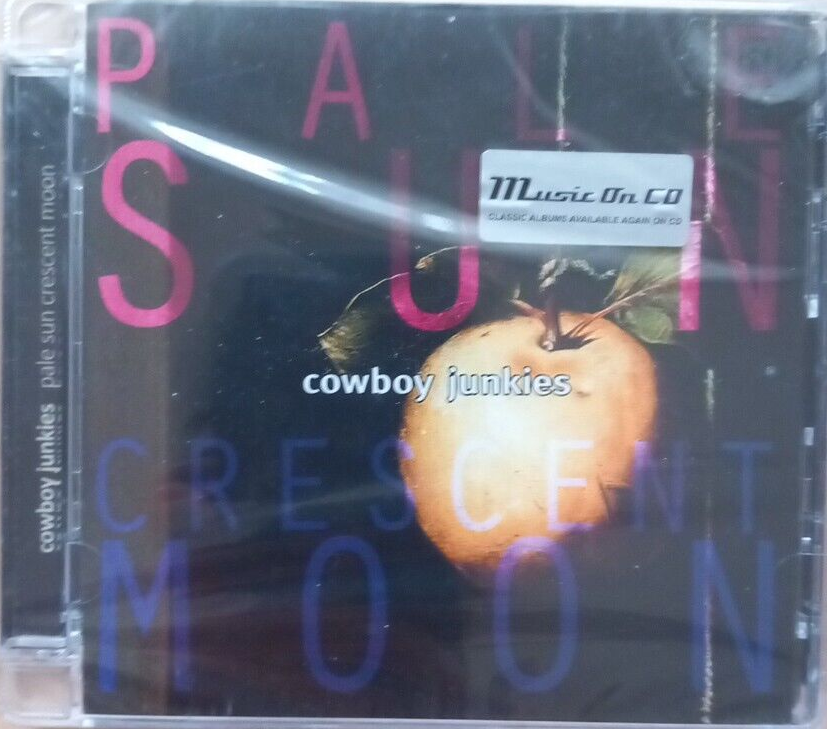 PALE
SUN
Music On CD
CLASSIC ALBUMS AVAILABLE AGAIN ON CD
cowboy junkies
CRESCENT
MOON
cowboy junkies pale sun crescent moon